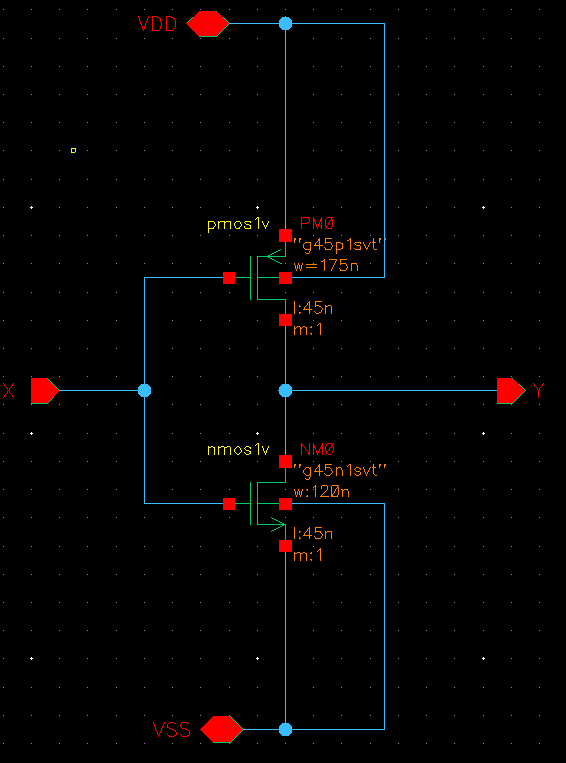 VDD
pmos1v
PM0
"g45p1svt"
w=175n
l:45n
m:1
X
Y
nmos1v
NM0
"g45n1svt"
w:120n
l:45n
m:1
VSS